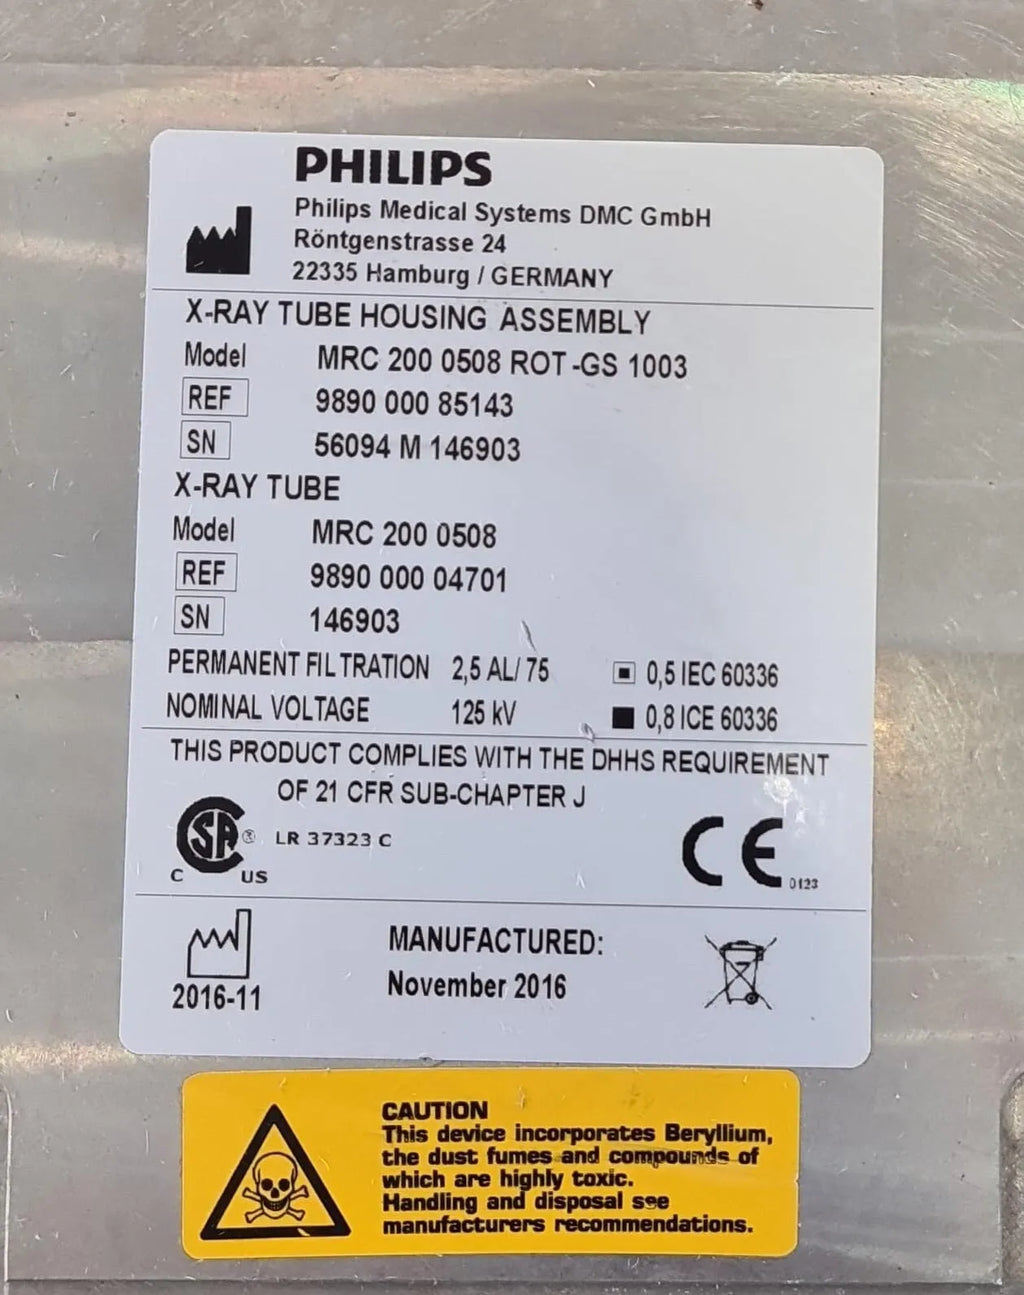 PHILIPS
Philips Medical Systems DMC GmbH
Röntgenstrasse 24
22335 Hamburg / GERMANY
X-RAY TUBE HOUSING ASSEMBLY
Model MRC 200 0508 ROT -GS 1003
REF 9890 000 85143
SN 56094 M 146903
X-RAY TUBE
Model MRC 200 0508
REF 9890 000 04701
SN 146903
PERMANENT FILTRATION 2,5 AL/ 75 0,5 IEC 60336
NOMINAL VOLTAGE 125 kV 0,8 ICE 60336
THIS PRODUCT COMPLIES WITH THE DHHS REQUIREMENT
OF 21 CFR SUB-CHAPTER J
CSA ® LR 37323 C
C US
CE 0123
MANUFACTURED:
2016-11 November 2016
CAUTION
This device incorporates Beryllium,
the dust fumes and compounds of
which are highly toxic.
Handling and disposal see
manufacturers recommendations.